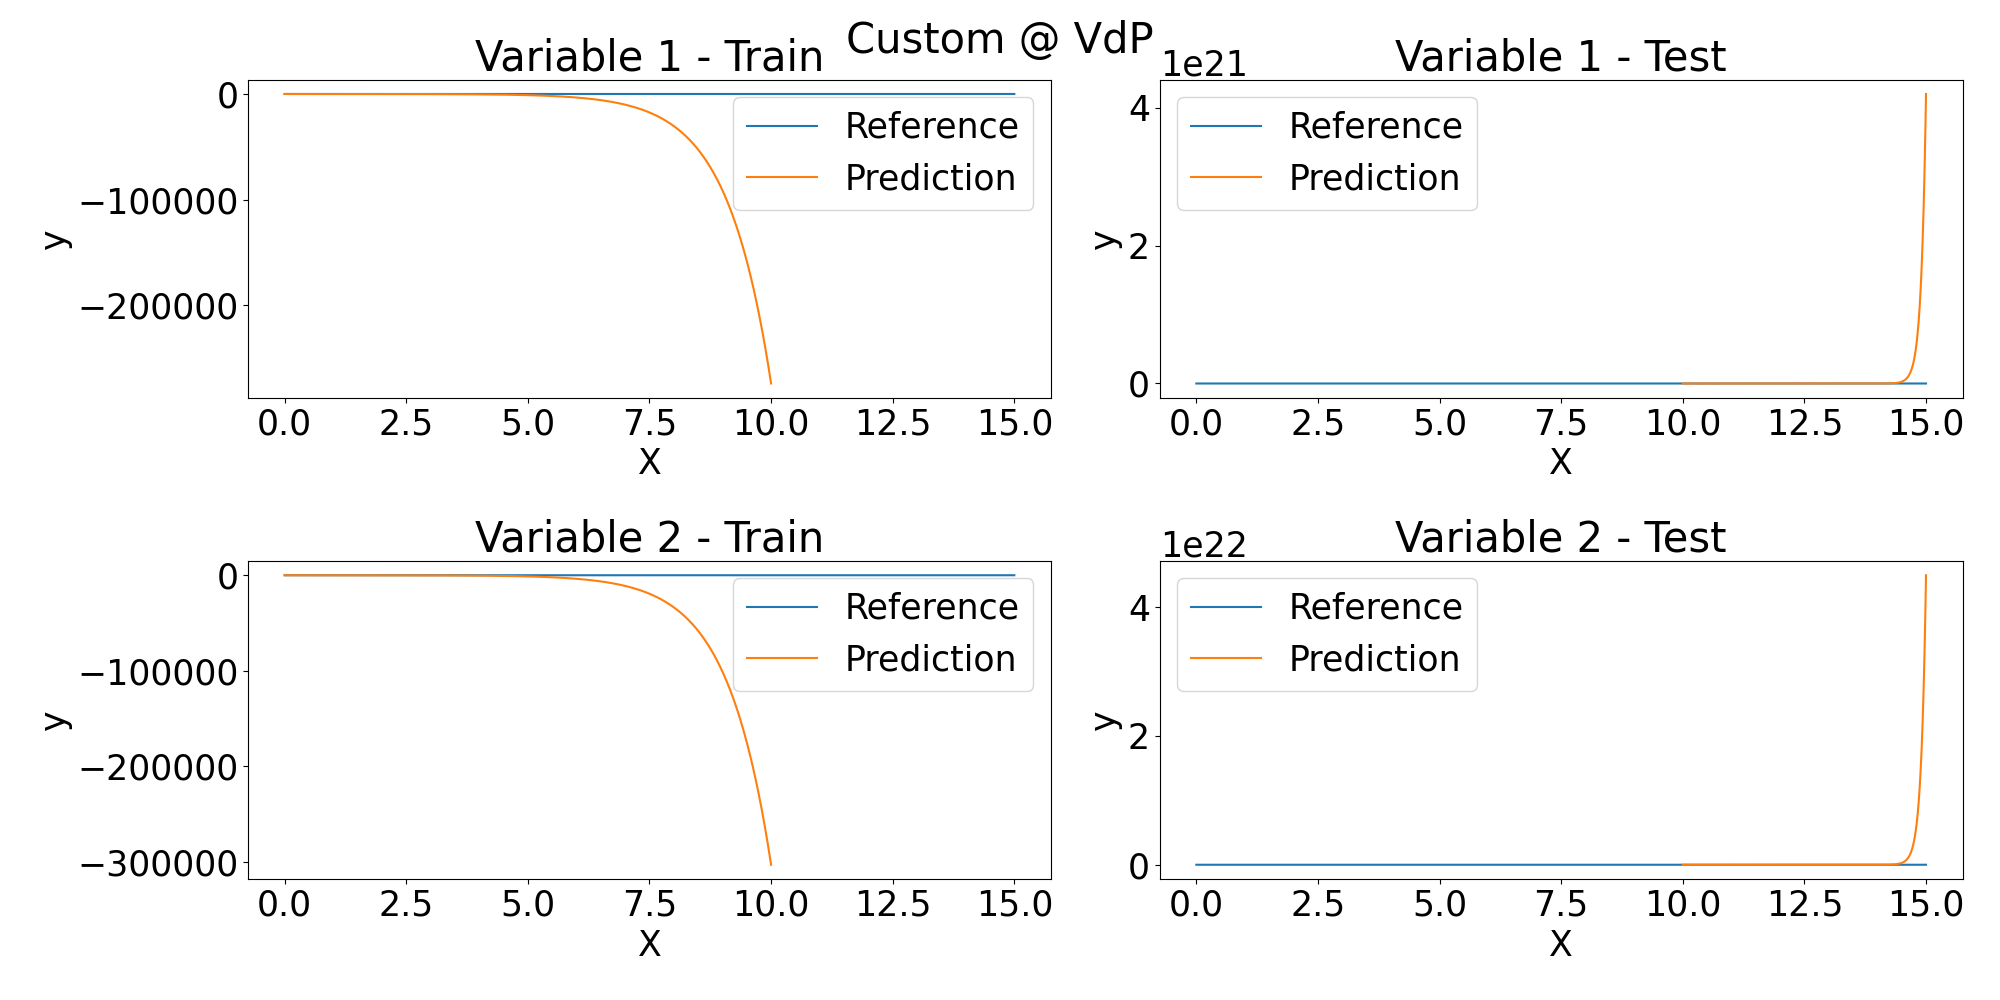 Custom @ VdP
Variable 1 - Train
0
−100000
−200000
y
Reference
Prediction
0.0 2.5 5.0 7.5 10.0 12.5 15.0
X
Variable 1 - Test
1e21
4
2
0
y
Reference
Prediction
0.0 2.5 5.0 7.5 10.0 12.5 15.0
X
Variable 2 - Train
0
−100000
−200000
−300000
y
Reference
Prediction
0.0 2.5 5.0 7.5 10.0 12.5 15.0
X
Variable 2 - Test
1e22
4
2
0
y
Reference
Prediction
0.0 2.5 5.0 7.5 10.0 12.5 15.0
X